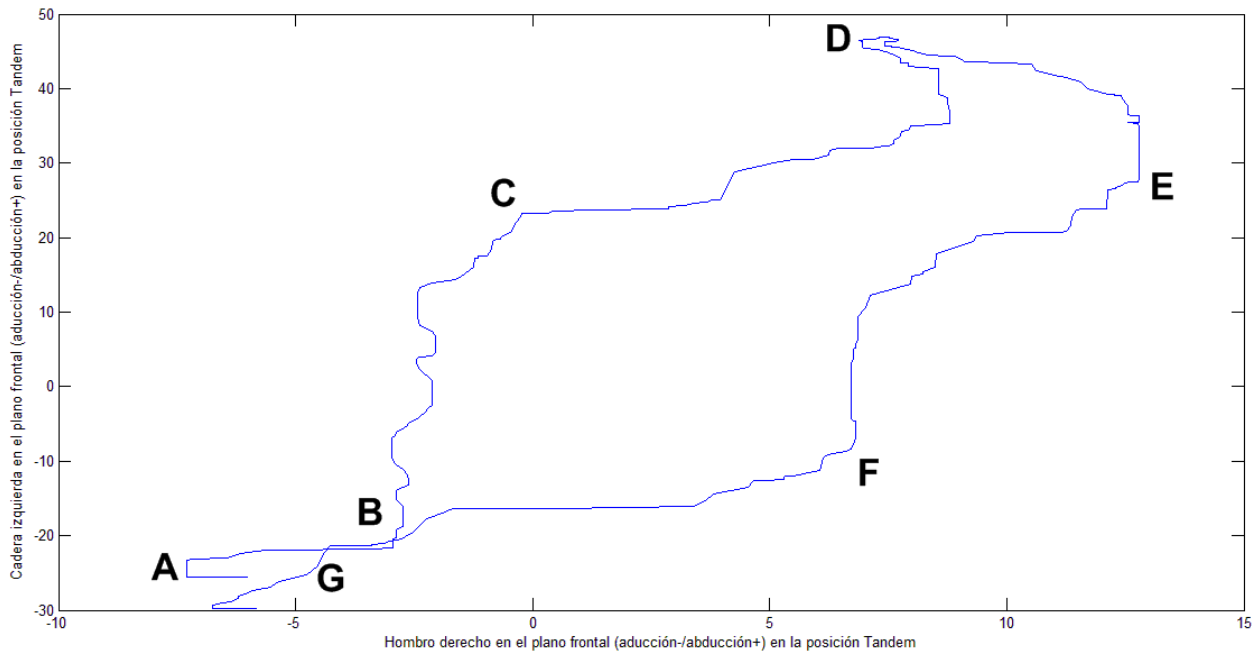 Cadera izquierda en el plano frontal (aducción-/abducción+) en la posición Tandem
50
40
30
20
10
0
-10
-20
-30
D
C
E
F
B
A
G
-10
-5
0
5
10
15
Hombro derecho en el plano frontal (aducción-/abducción+) en la posición Tandem